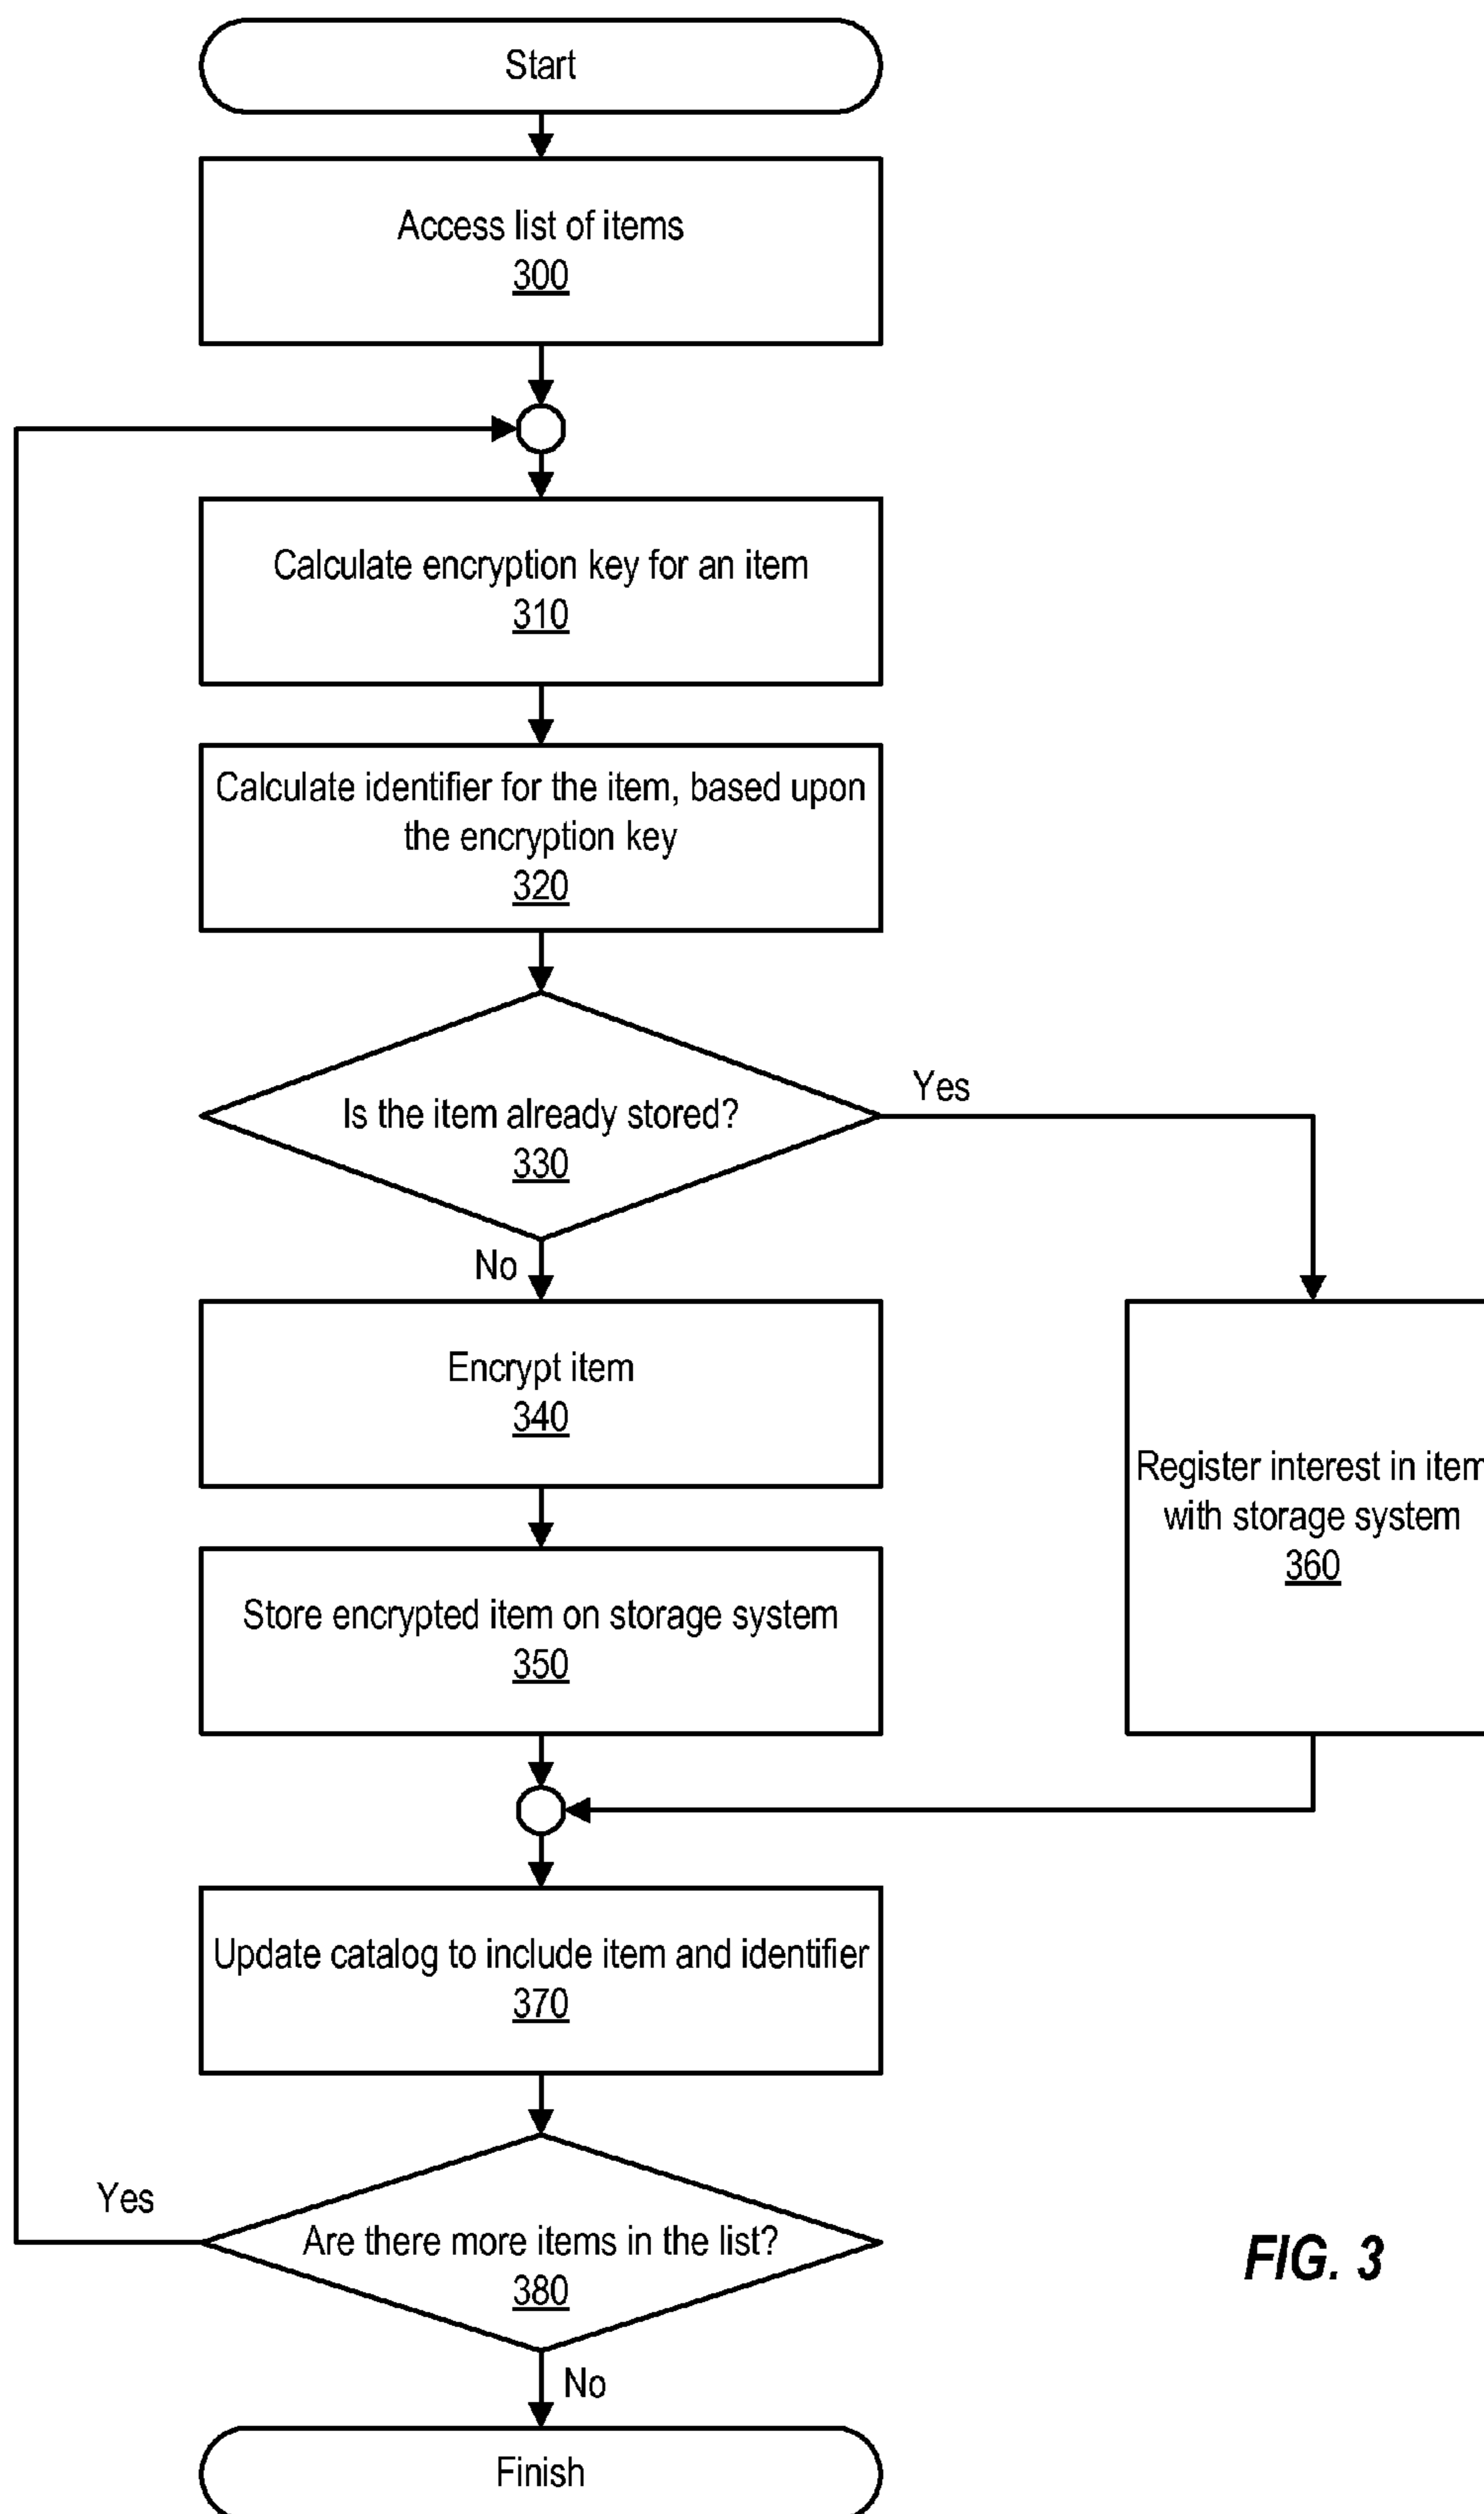 Start
Access list of items
300
Calculate encryption key for an item
310
Calculate identifier for the item, based upon
the encryption key
320
Is the item already stored?
330
Yes
No
Encrypt item
340
Register interest in item
with storage system
360
Store encrypted item on storage system
350
Update catalog to include item and identifier
370
Yes
Are there more items in the list?
380
FIG. 3
No
Finish